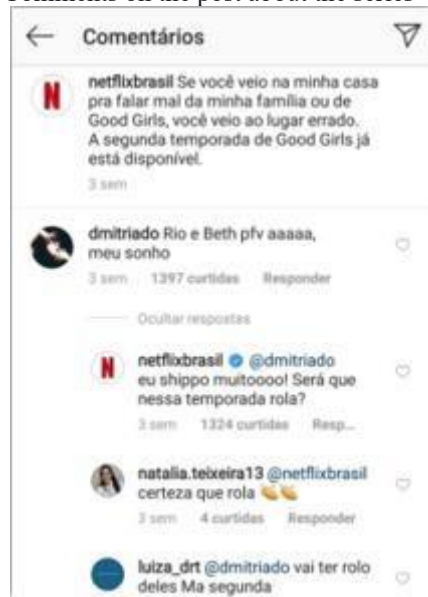 Comments on the post about the series
Comentários
netflixbrasil Se você veio na minha casa
pra falar mal da minha família ou de
Good Girls, você veio ao lugar errado.
A segunda temporada de Good Girls já
está disponível.
3 sem
dmitriado Rio e Beth pfv aaaaa,
meu sonho
3 sem 1397 curtidas Responder
Ocultar respostas
netflixbrasil @dmitriado
eu shippo muitoooo! Será que
nessa temporada rola?
3 sem 1324 curtidas Resp...
natalia.teixeira13 @netflixbrasil
certeza que rola 👏👏
3 sem 4 curtidas Responder
luiza_drt @dmitriado vai ter rolo
deles Ma segunda